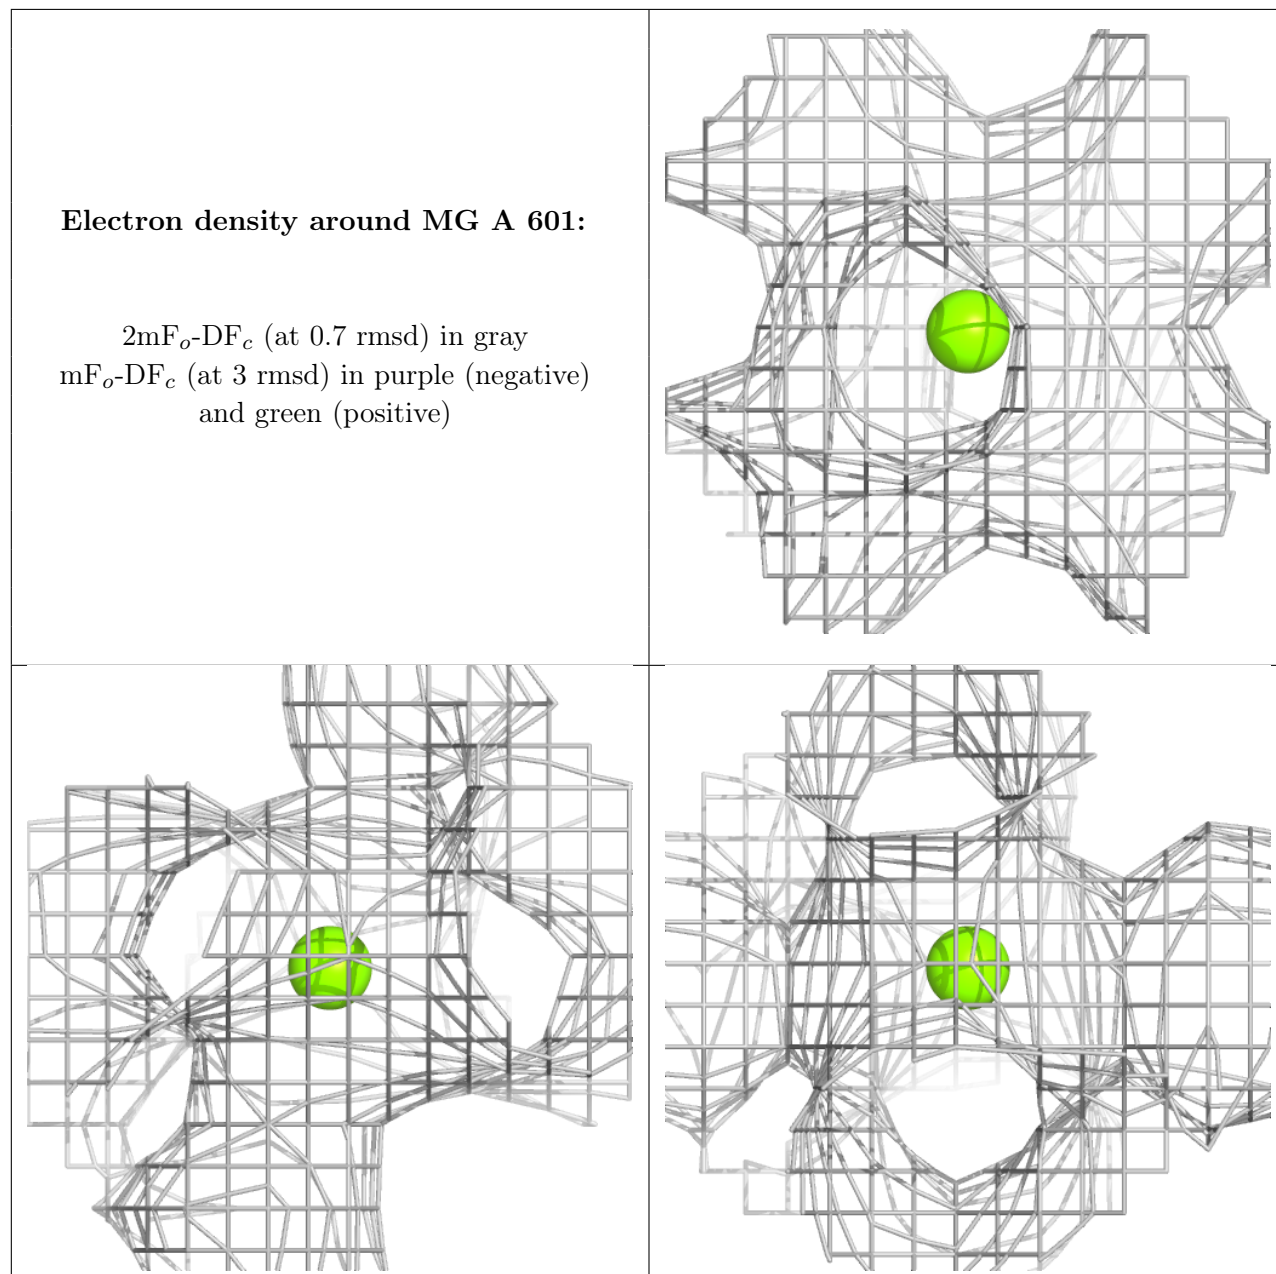 Electron density around MG A 601:
2mFo-DFc (at 0.7 rmsd) in gray
mFo-DFc (at 3 rmsd) in purple (negative)
and green (positive)